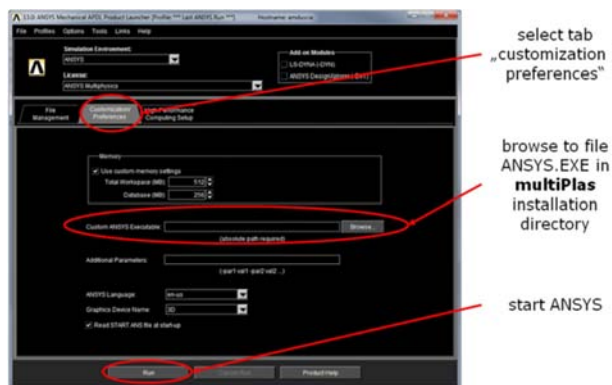 13.0: ANSYS Mechanical APDL Product Launcher [Profile: *** Last ANSYS Run ***] Hostname:
File Profiles Options Tools Links Help
Simulation Environment:
ANSYS
License:
ANSYS Multiphysics
Add-on Modules
LS-DYNA (-DYN)
ANSYS DesignXplorer
File
Management
Customization/
Preferences
High Performance
Computing Setup
Memory
Use custom memory settings
Total Workspace (MB): 512
Database (MB): 256
Custom ANSYS Executable:
Browse...
(absolute path required)
Additional Parameters:
(-par1 val1 -par2 val2 ...)
ANSYS Language: en-us
Graphics Device Name: 3D
Read START.ANS file at start-up
Run
Cancel Run
Product Help
select tab
„customization
preferences“
browse to file
ANSYS.EXE in
multiPlas
installation
directory
start ANSYS